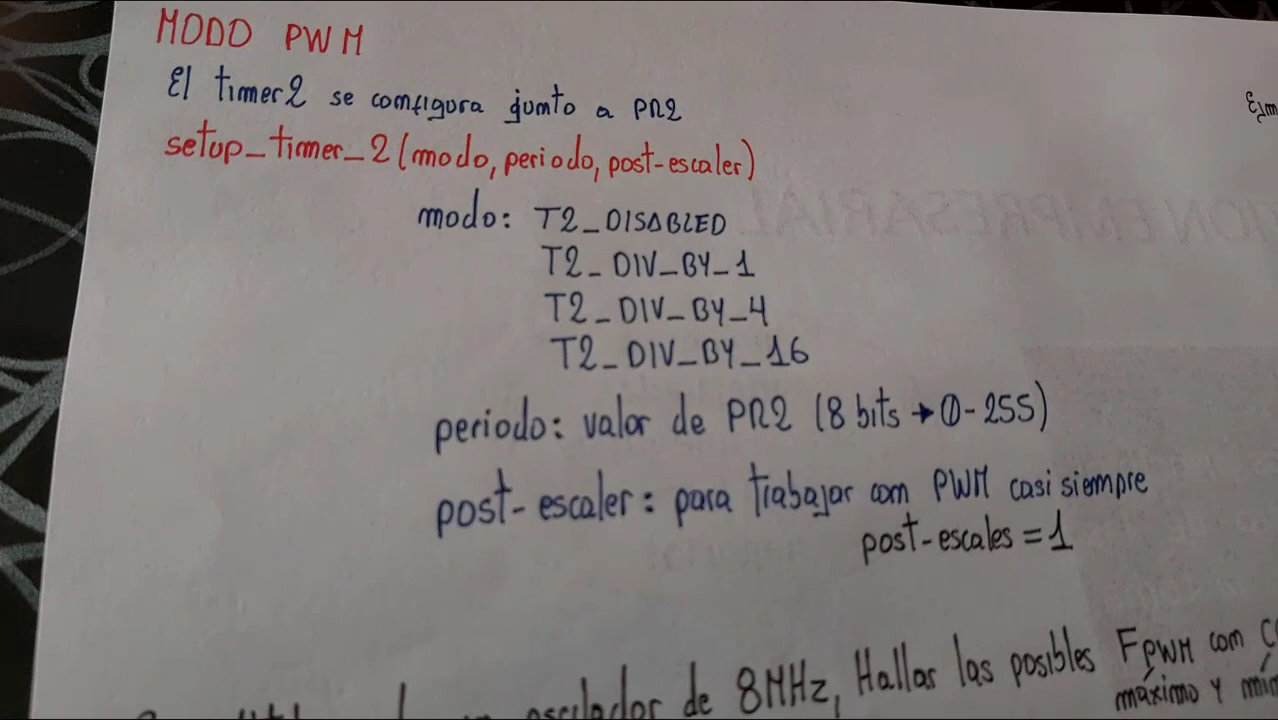 MODO PWM
El timer2 se configura junto a PR2
setup_timer_2(modo, periodo, post-escaler)
modo: T2_DISABLED
T2_DIV_BY_1
T2_DIV_BY_4
T2_DIV_BY_16
periodo: valor de PR2 (8 bits → 0-255)
post-escaler: para trabajar con PWM casi siempre
post-escales = 1
oscilador de 8MHz, Hallar las posibles FPWM con
máximo y